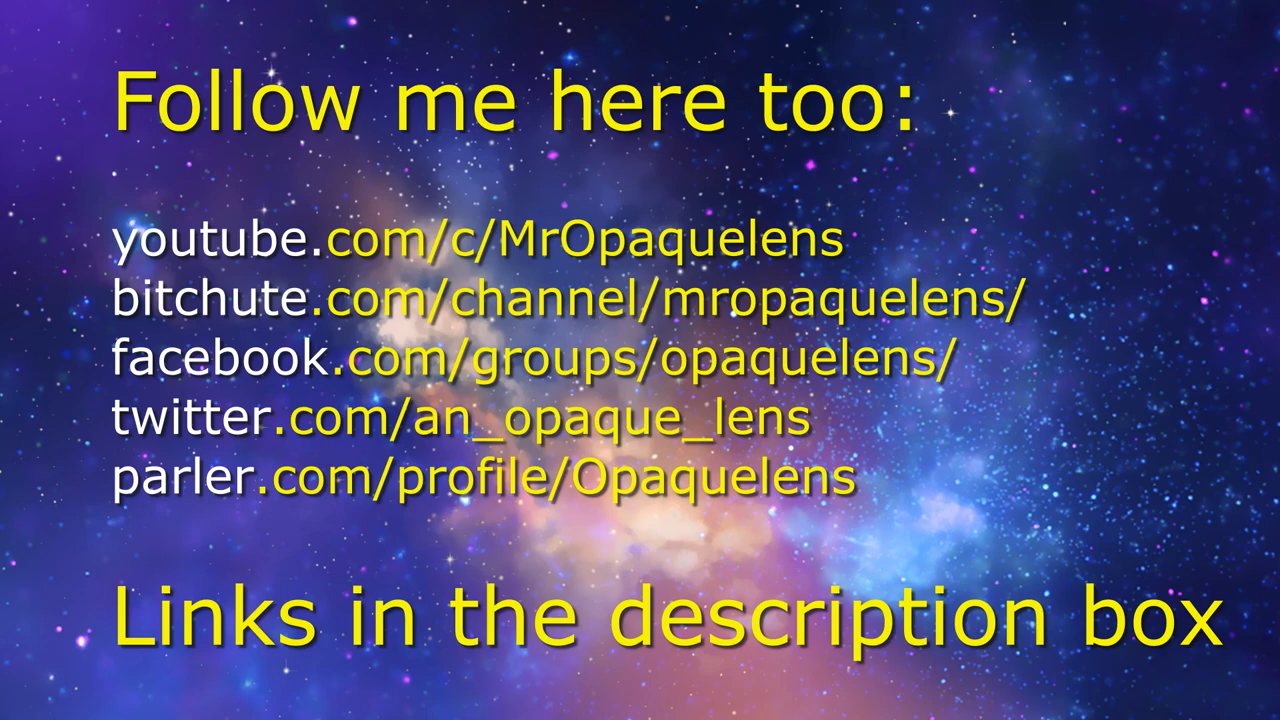 Follow me here too:
youtube.com/c/MrOpaquelens
bitchute.com/channel/mropaquelens/
facebook.com/groups/opaquelens/
twitter.com/an_opaque_lens
parler.com/profile/Opaquelens
Links in the description box